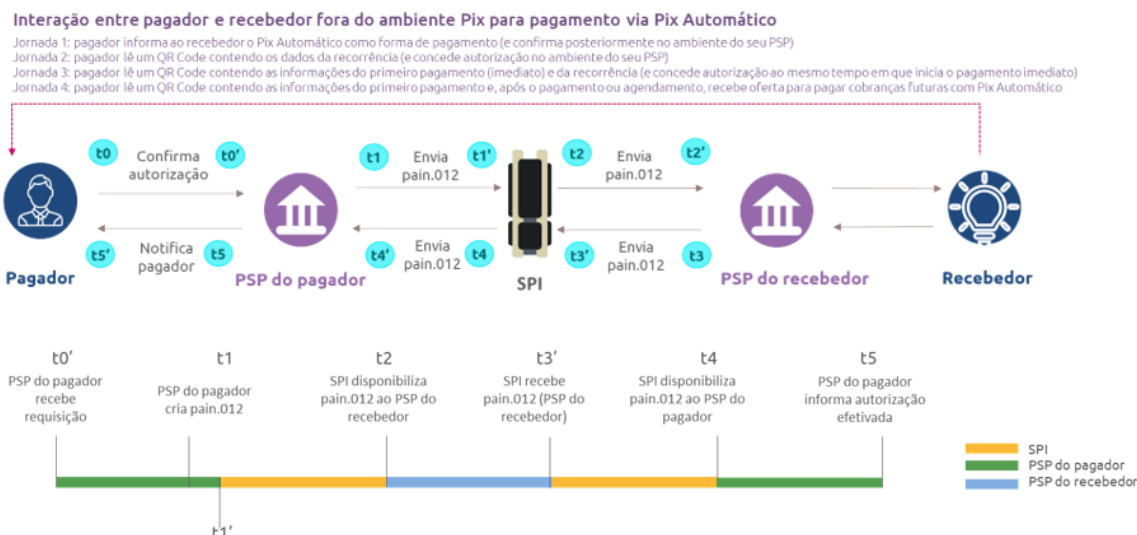 Interação entre pagador e recebedor fora do ambiente Pix para pagamento via Pix Automático
Jornada 1: pagador informa ao recebedor o Pix Automático como forma de pagamento (e confirma posteriormente no ambiente do seu PSP)
Jornada 2: pagador lê um QR Code contendo os dados da recorrência (e concede autorização no ambiente do seu PSP)
Jornada 3: pagador lê um QR Code contendo as informações do primeiro pagamento (imediato) e da recorrência (e concede autorização ao mesmo tempo em que inicia o pagamento imediato)
Jornada 4: pagador lê um QR Code contendo as informações do primeiro pagamento e, após o pagamento ou agendamento, recebe oferta para pagar cobranças futuras com Pix Automático
t0
Confirma
autorização
t0'
t1
Envia
pain.012
t1'
t2
Envia
pain.012
t2'
t5'
Notifica
pagador
t5
t4'
Envia
pain.012
t4
t3'
Envia
pain.012
t3
Pagador
PSP do pagador
SPI
PSP do recebedor
Recebedor
t0'
PSP do pagador
recebe
requisição
t1
PSP do pagador
cria pain.012
t2
SPI disponibiliza
pain.012 ao PSP do
recebedor
t3'
SPI recebe
pain.012 (PSP do
recebedor)
t4
SPI disponibiliza
pain.012 ao PSP do
pagador
t5
PSP do pagador
informa autorização
efetivada
SPI
PSP do pagador
PSP do recebedor
t1'